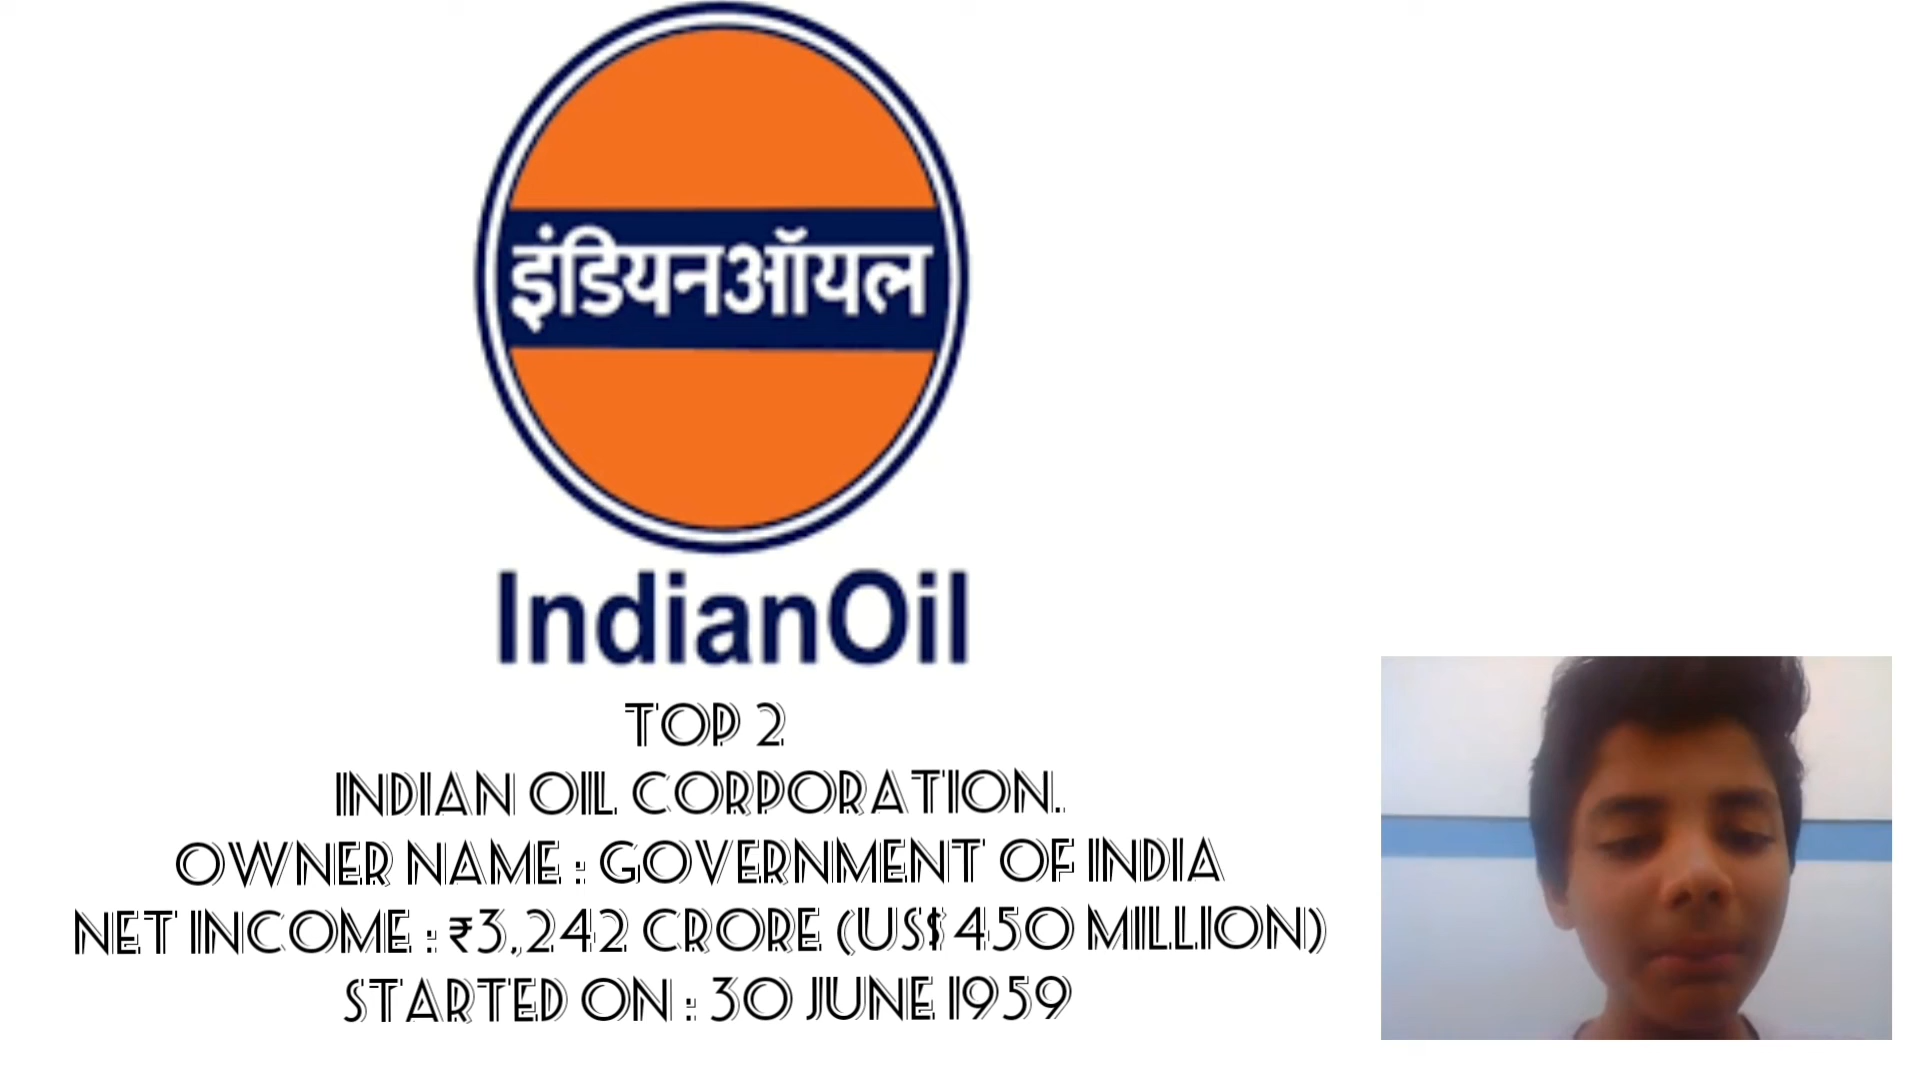 इंडियनऑयल
IndianOil
TOP 2
INDIAN OIL CORPORATION.
OWNER NAME : GOVERNMENT OF INDIA
NET INCOME : ₹3,242 CRORE (US$450 MILLION)
STARTED ON : 30 JUNE 1959